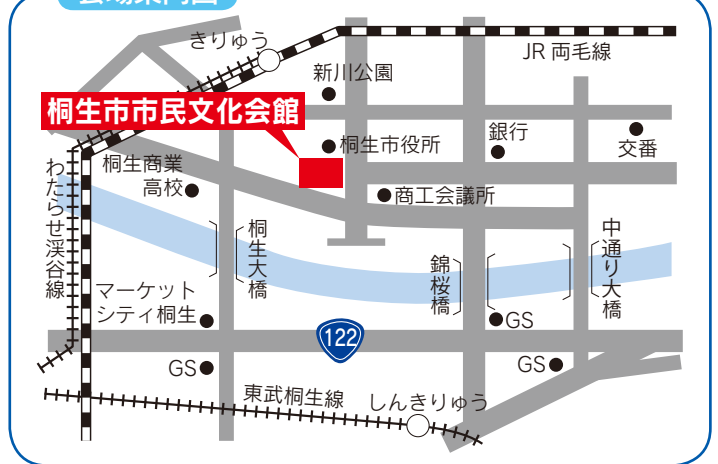 会場案内図
きりゅう
JR 両毛線
新川公園
桐生市市民文化会館
桐生市役所
銀行
交番
わたらせ渓谷線
桐生商業
高校
商工会議所
桐生大橋
錦桜橋
中通り大橋
マーケット
シティ桐生
GS
122
GS
GS
東武桐生線
しんきりゅう